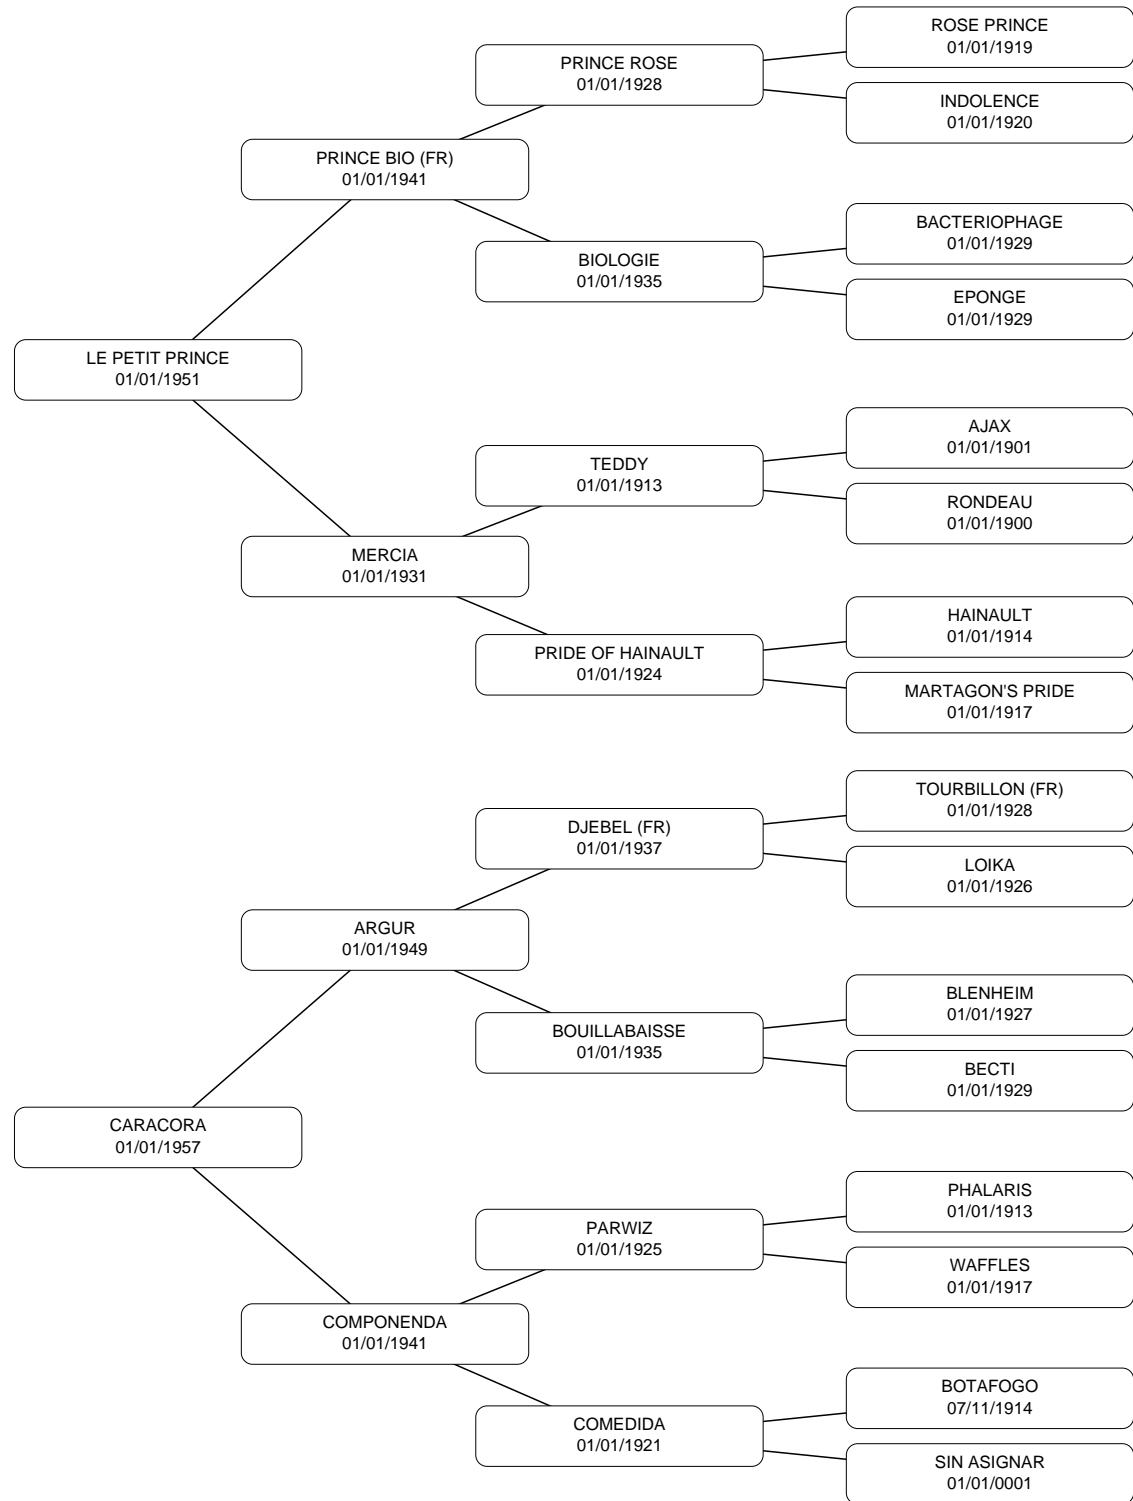 ROSE PRINCE
01/01/1919
PRINCE ROSE
01/01/1928
INDOLENCE
01/01/1920
PRINCE BIO (FR)
01/01/1941
BACTERIOPHAGE
01/01/1929
BIOLOGIE
01/01/1935
EPONGE
01/01/1929
LE PETIT PRINCE
01/01/1951
AJAX
01/01/1901
TEDDY
01/01/1913
RONDEAU
01/01/1900
MERCIA
01/01/1931
HAINAULT
01/01/1914
PRIDE OF HAINAULT
01/01/1924
MARTAGON'S PRIDE
01/01/1917
TOURBILLON (FR)
01/01/1928
DJEBEL (FR)
01/01/1937
LOIKA
01/01/1926
ARGUR
01/01/1949
BLENHEIM
01/01/1927
BOUILLABAISSE
01/01/1935
BECTI
01/01/1929
CARACORA
01/01/1957
PHALARIS
01/01/1913
PARWIZ
01/01/1925
WAFFLES
01/01/1917
COMPONENDA
01/01/1941
BOTAFOGO
07/11/1914
COMEDIDA
01/01/1921
SIN ASIGNAR
01/01/0001